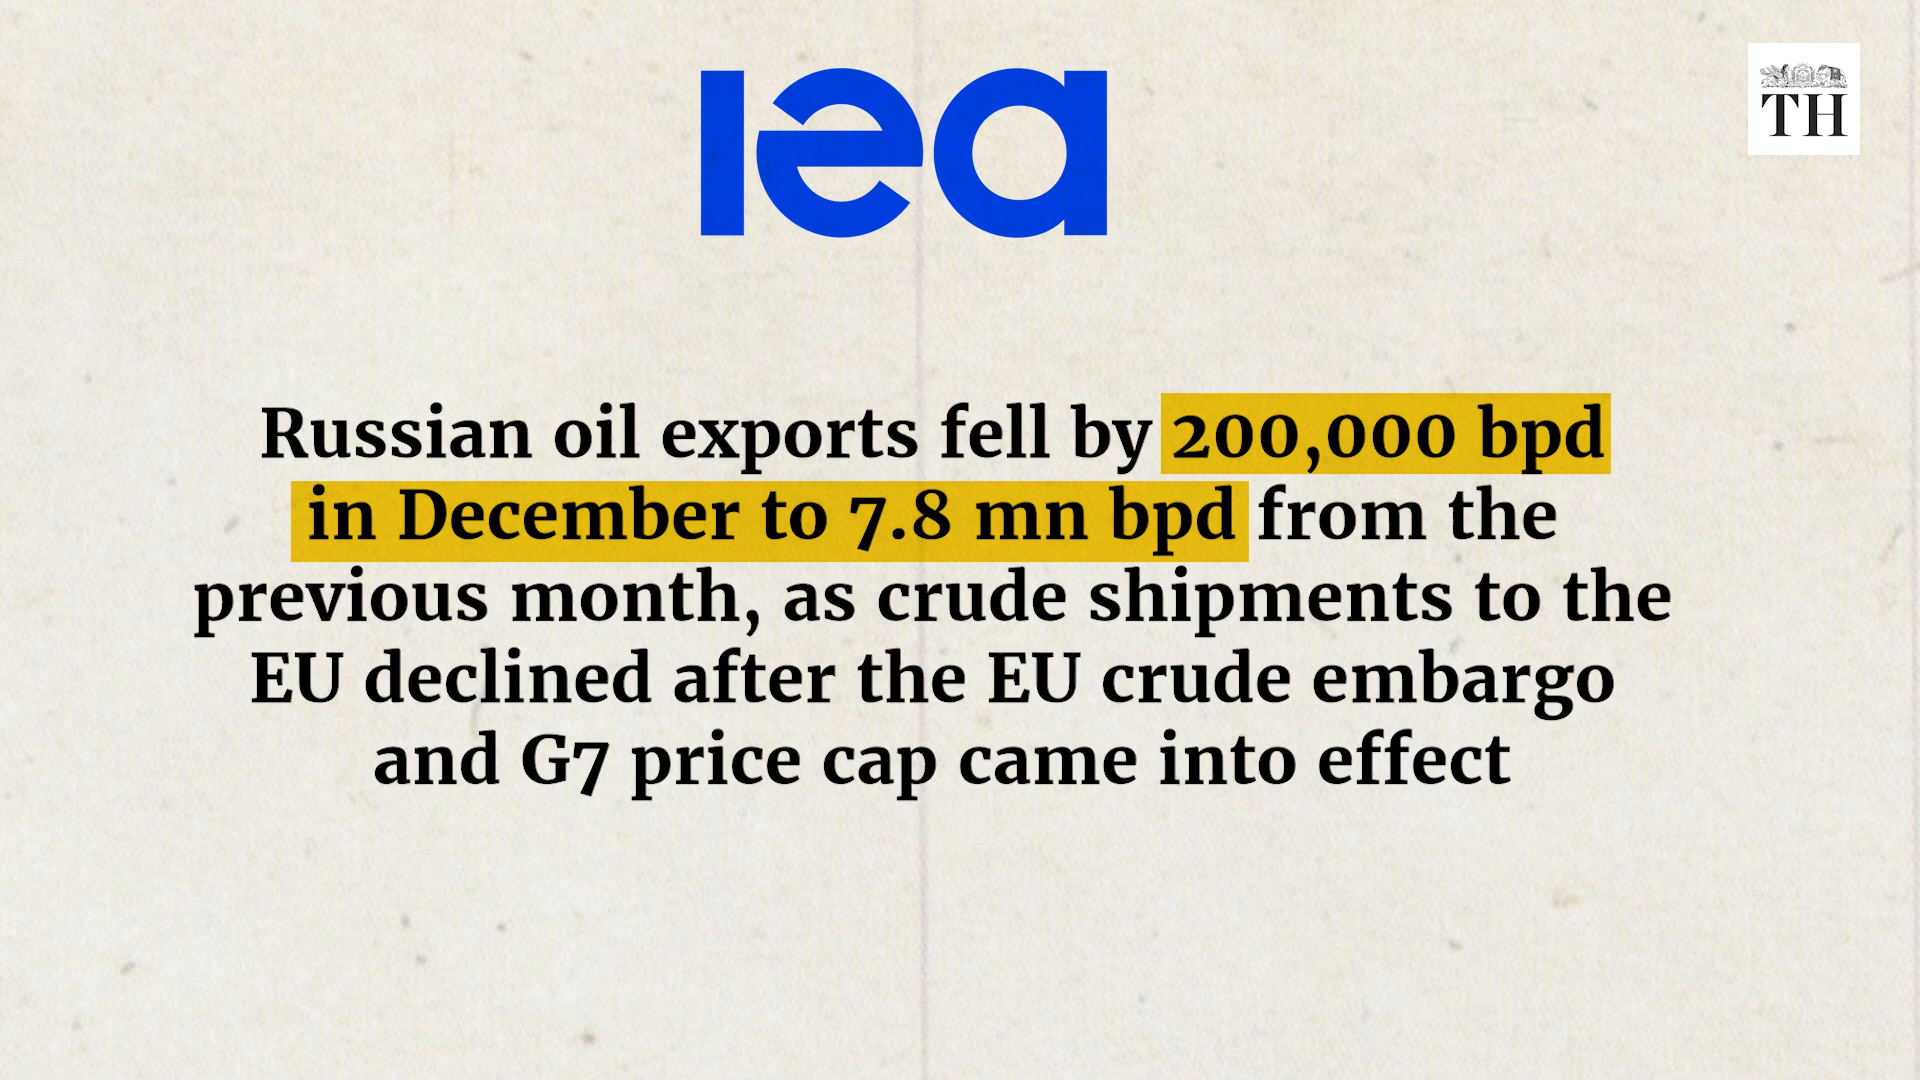 iea
TH
Russian oil exports fell by 200,000 bpd
in December to 7.8 mn bpd from the
previous month, as crude shipments to the
EU declined after the EU crude embargo
and G7 price cap came into effect